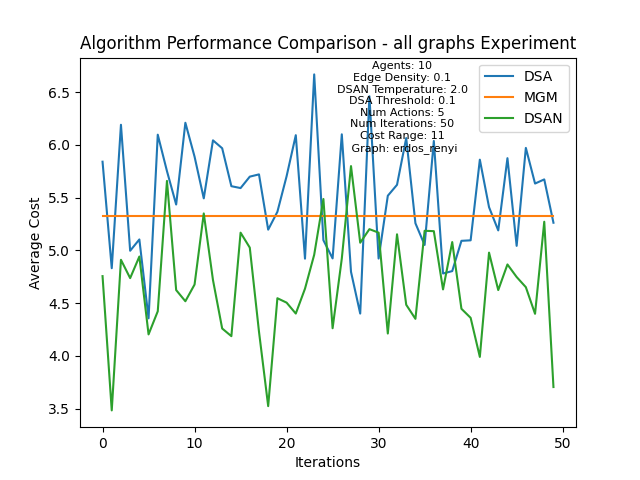 Algorithm Performance Comparison - all graphs Experiment
Agents: 10
Edge Density: 0.1
DSAN Temperature: 2.0
DSA Threshold: 0.1
Num Actions: 5
Num Iterations: 50
Cost Range: 11
Graph: erdos_renyi
DSA
MGM
DSAN
Average Cost
6.5
6.0
5.5
5.0
4.5
4.0
3.5
0
10
20
30
40
50
Iterations